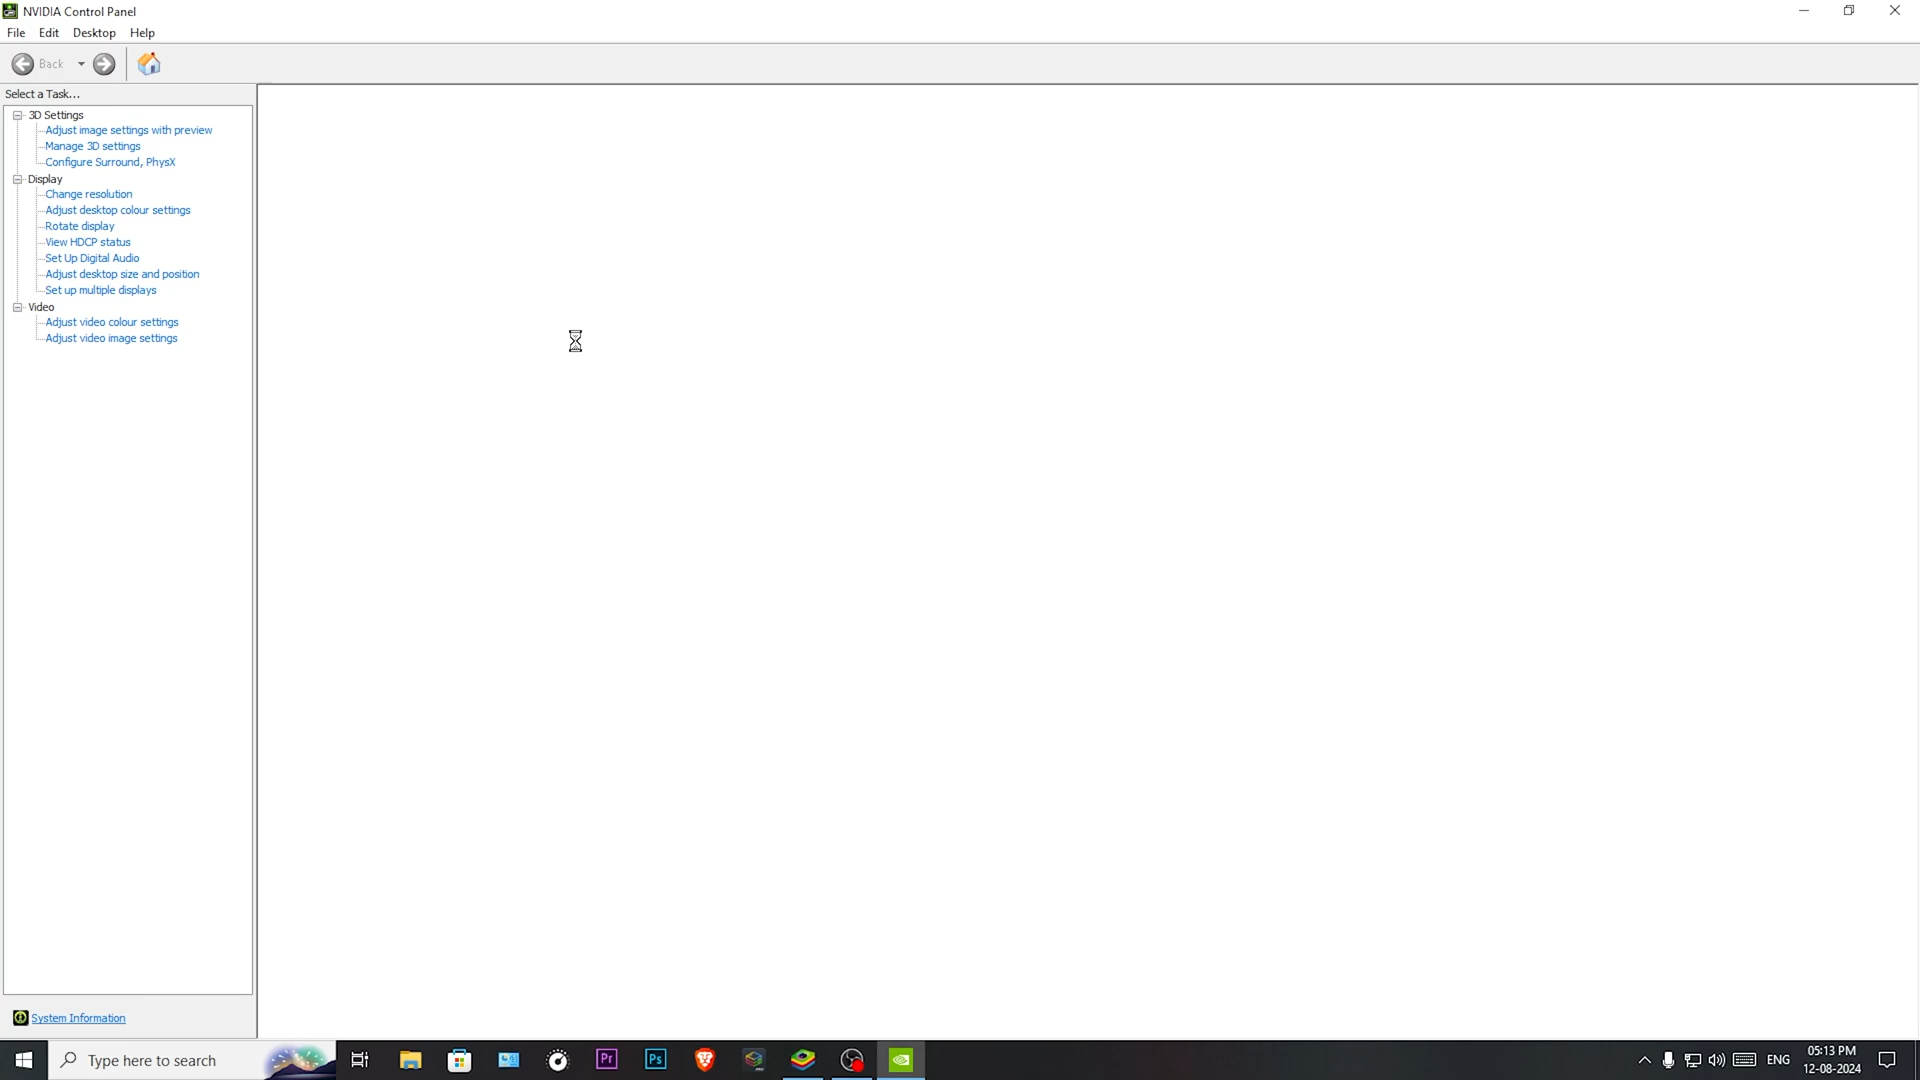 NVIDIA Control Panel
File Edit Desktop Help
Back
Select a Task...
3D Settings
Adjust image settings with preview
Manage 3D settings
Configure Surround, PhysX
Display
Change resolution
Adjust desktop colour settings
Rotate display
View HDCP status
Set Up Digital Audio
Adjust desktop size and position
Set up multiple displays
Video
Adjust video colour settings
Adjust video image settings
System Information
Type here to search
Pr
Ps
ENG
05:13 PM
12-08-2024